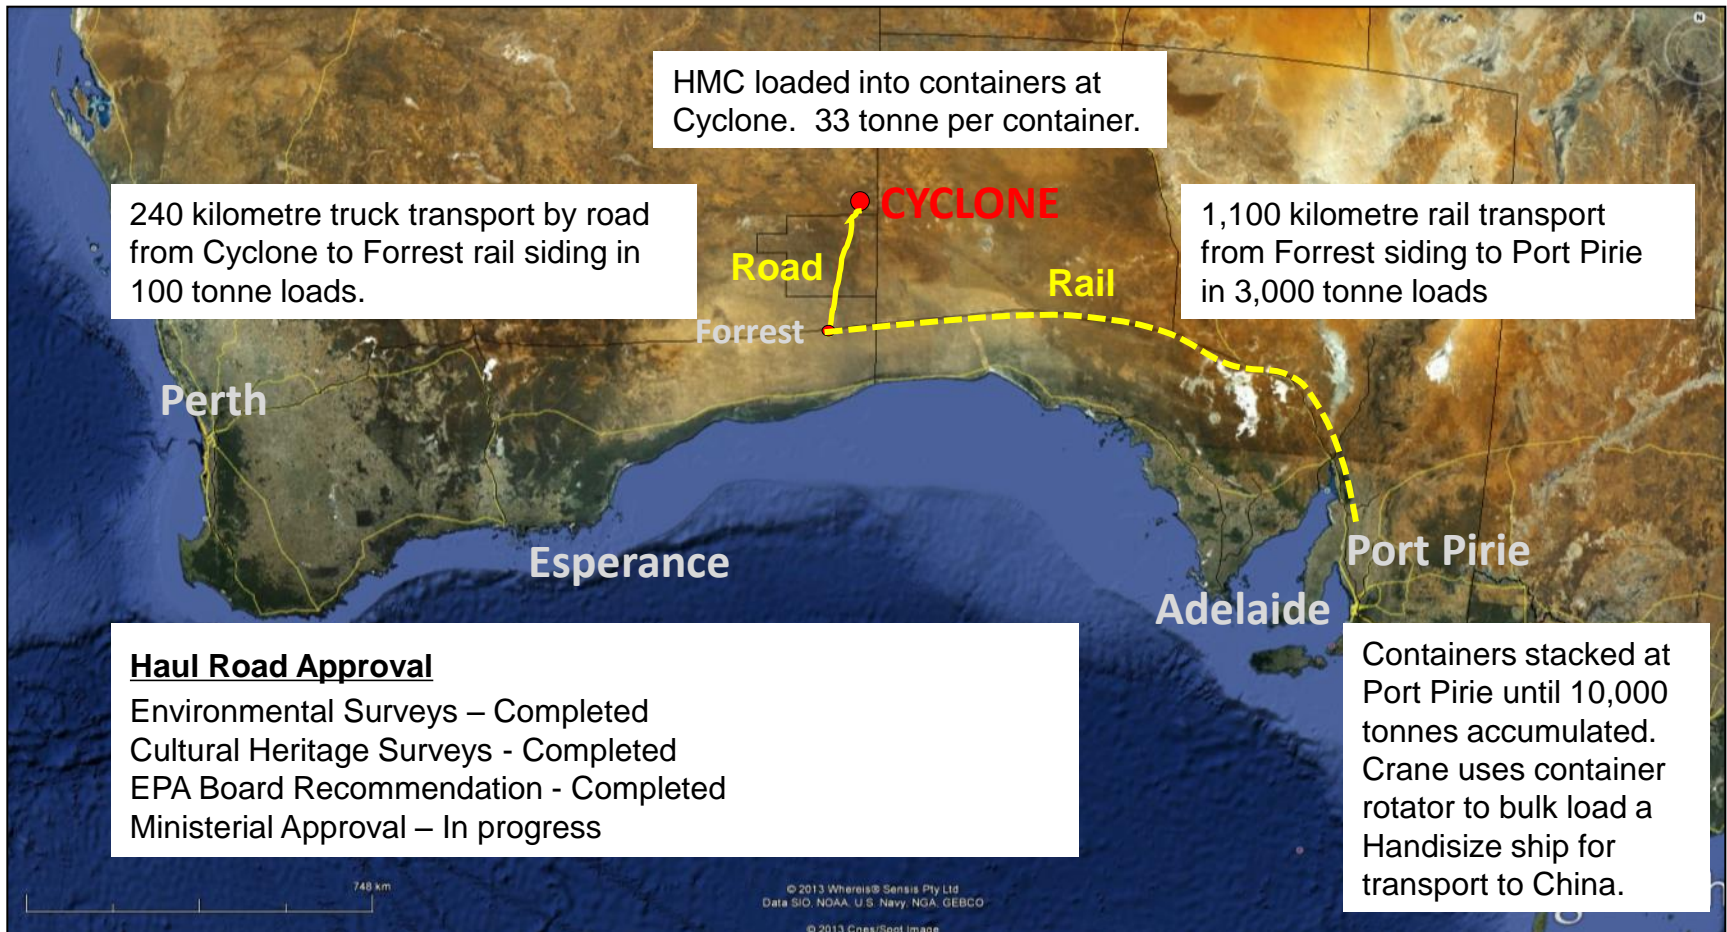 N
HMC loaded into containers at
Cyclone.  33 tonne per container.
240 kilometre truck transport by road
from Cyclone to Forrest rail siding in
100 tonne loads.
CYCLONE
1,100 kilometre rail transport
from Forrest siding to Port Pirie
in 3,000 tonne loads
Road
Rail
Forrest
Perth
Esperance
Port Pirie
Adelaide
Haul Road Approval
Environmental Surveys – Completed
Cultural Heritage Surveys - Completed
EPA Board Recommendation - Completed
Ministerial Approval – In progress
Containers stacked at
Port Pirie until 10,000
tonnes accumulated.
Crane uses container
rotator to bulk load a
Handisize ship for
transport to China.
748 km
© 2013 Whereis® Sensis Pty Ltd
Data SIO, NOAA, U.S. Navy, NGA, GEBCO
© 2013 Cnes/Spot Image